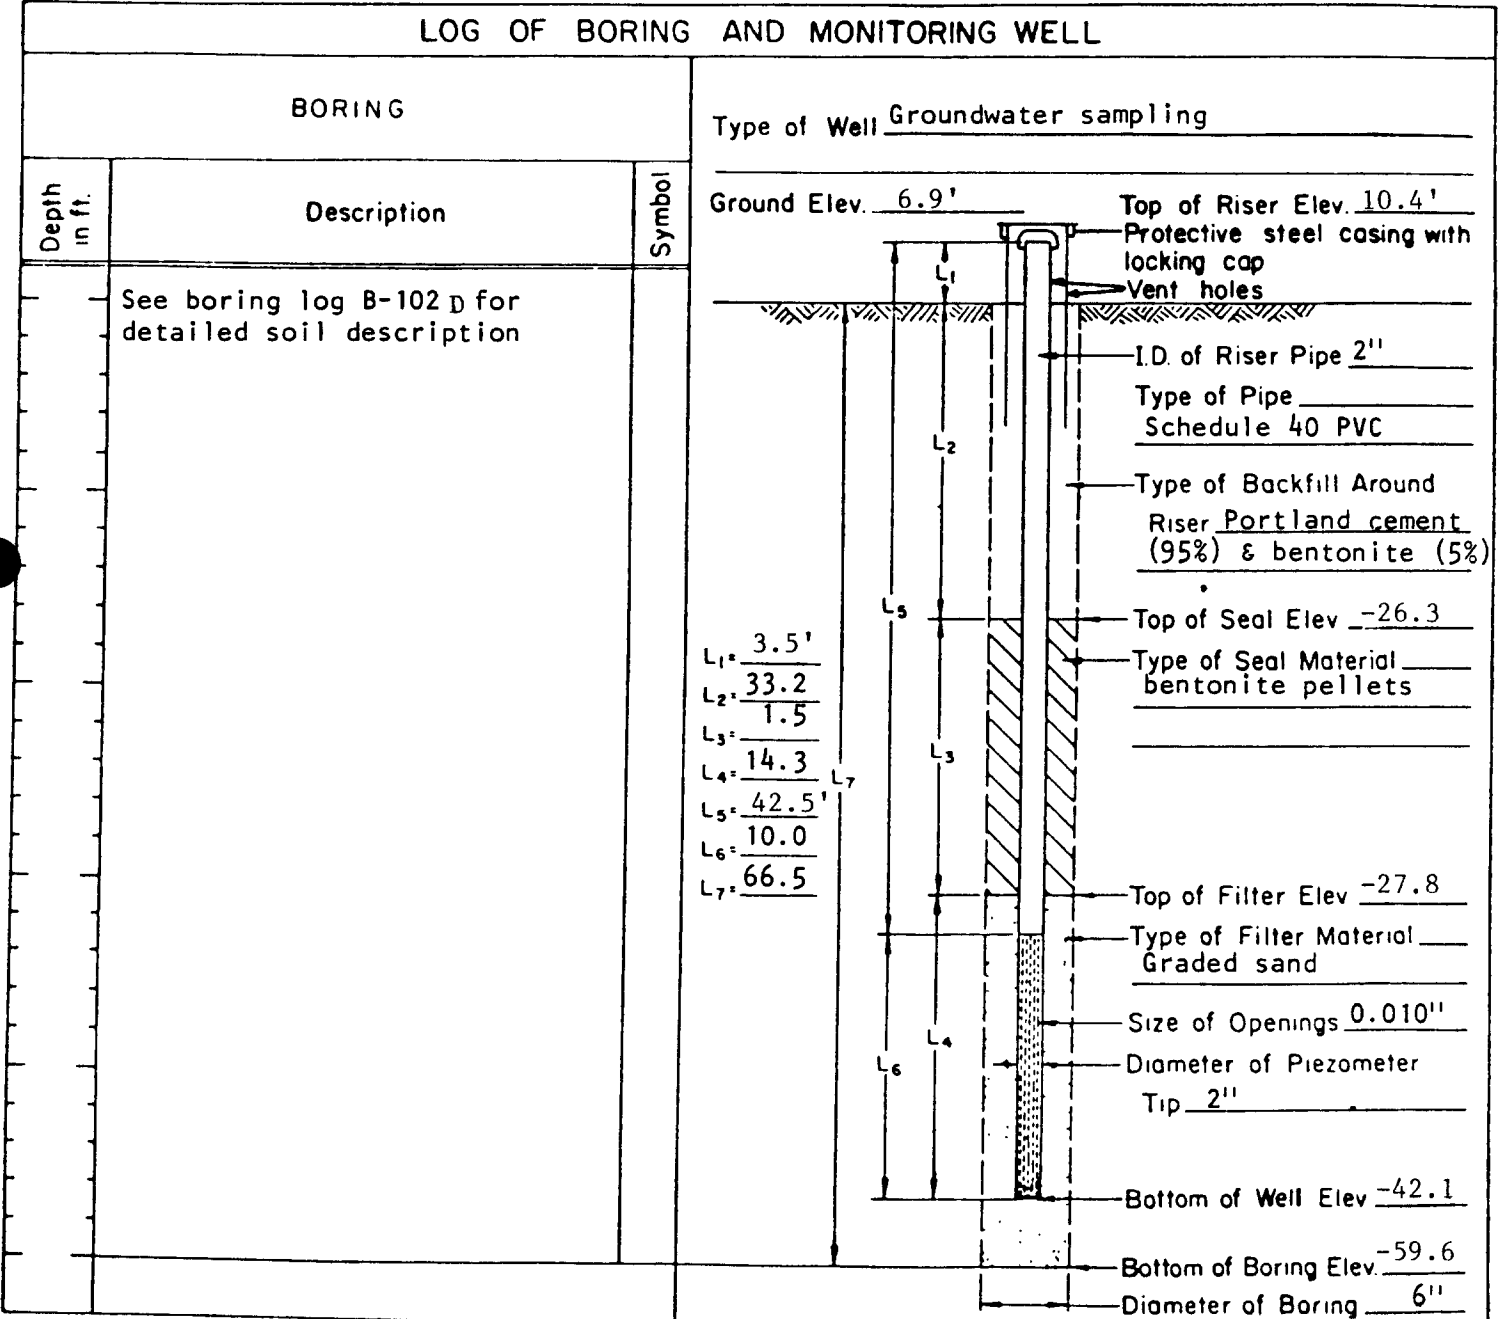 LOG OF BORING AND MONITORING WELL
BORING
Depth in ft.
Description
Symbol
See boring log B-102 D for
detailed soil description
Type of Well Groundwater sampling
Ground Elev. 6.9'
Top of Riser Elev. 10.4'
Protective steel casing with
locking cap
Vent holes
L1
I.D. of Riser Pipe 2"
Type of Pipe
Schedule 40 PVC
L2
Type of Backfill Around
Riser Portland cement
(95%) & bentonite (5%)
L5
Top of Seal Elev -26.3
Type of Seal Material
bentonite pellets
L1= 3.5'
L2= 33.2
L3= 1.5
L4= 14.3
L5= 42.5'
L6= 10.0
L7= 66.5
L7
L3
Top of Filter Elev -27.8
Type of Filter Material
Graded sand
Size of Openings 0.010"
L4
L6
Diameter of Piezometer
Tip 2"
Bottom of Well Elev -42.1
Bottom of Boring Elev. -59.6
Diameter of Boring 6"